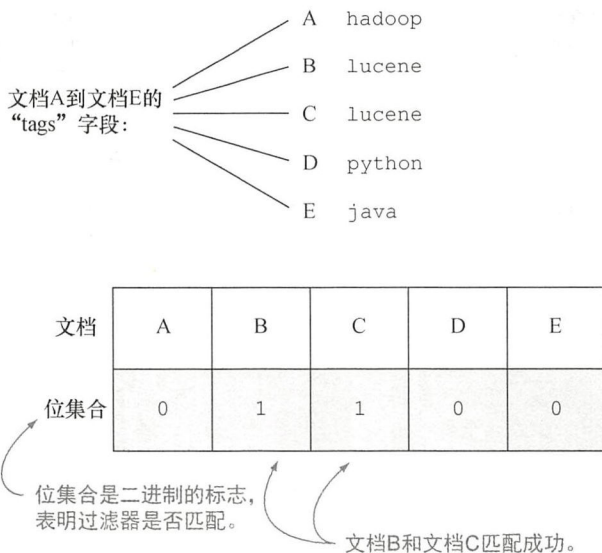 A hadoop
B lucene
文档A到文档E的
“tags”字段：
C lucene
D python
E java
文档 A B C D E
位集合 0 1 1 0 0
位集合是二进制的标志，
表明过滤器是否匹配。
文档B和文档C匹配成功。